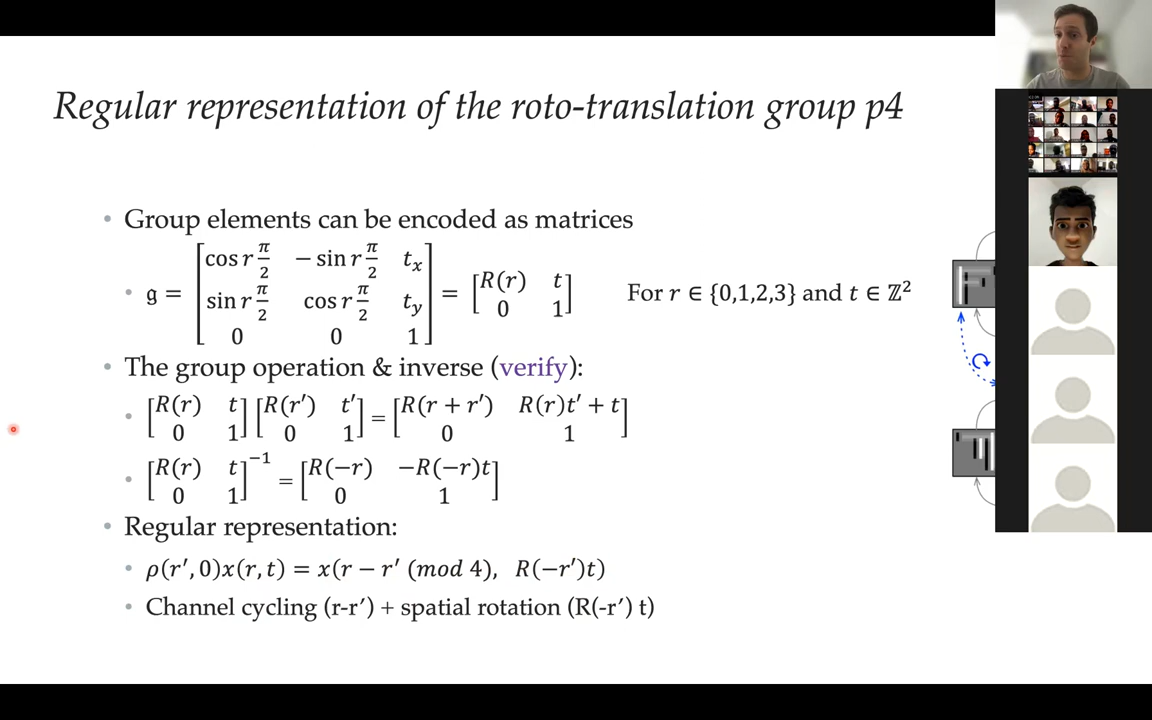 Regular representation of the roto-translation group p4
• Group elements can be encoded as matrices
• 𝔤 = [cos r π/2  − sin r π/2  t_x; sin r π/2  cos r π/2  t_y; 0  0  1] = [R(r)  t; 0  1]  For r ∈ {0,1,2,3} and t ∈ ℤ²
• The group operation & inverse (verify):
• [R(r)  t; 0  1] [R(r′)  t′; 0  1] = [R(r + r′)  R(r)t′ + t; 0  1]
• [R(r)  t; 0  1]⁻¹ = [R(−r)  −R(−r)t; 0  1]
• Regular representation:
• ρ(r′, 0)x(r, t) = x(r − r′ (mod 4),  R(−r′)t)
• Channel cycling (r-r′) + spatial rotation (R(-r′) t)